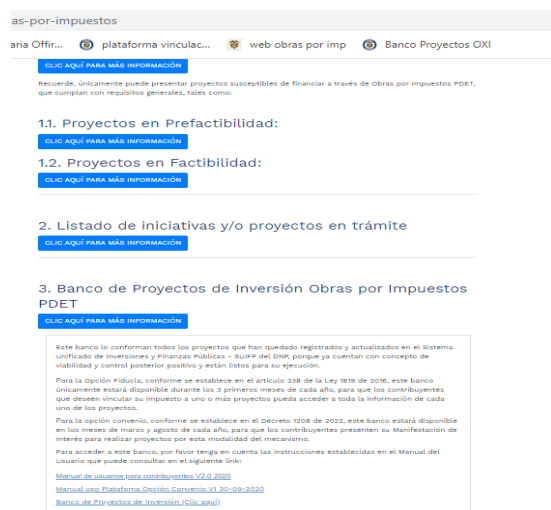 as-por-impuestos
aria Offir... plataforma vinculac... web obras por imp Banco Proyectos OXI
CLIC AQUÍ PARA MÁS INFORMACIÓN
Recuerde, únicamente puede presentar proyectos susceptibles de financiar a través de Obras por Impuestos PDET,
que cumplan con requisitos generales, tales como:
1.1. Proyectos en Prefactibilidad:
CLIC AQUÍ PARA MÁS INFORMACIÓN
1.2. Proyectos en Factibilidad:
CLIC AQUÍ PARA MÁS INFORMACIÓN
2. Listado de iniciativas y/o proyectos en trámite
CLIC AQUÍ PARA MÁS INFORMACIÓN
3. Banco de Proyectos de Inversión Obras por Impuestos
PDET
CLIC AQUÍ PARA MÁS INFORMACIÓN
Este banco lo conforman todos los proyectos que han quedado registrados y actualizados en el Sistema
Unificado de Inversiones y Finanzas Públicas – SUIFP del DNP, porque ya cuentan con concepto de
viabilidad y control posterior positivo y están listos para su ejecución.
Para la Opción Fiducia, conforme se establece en el artículo 238 de la Ley 1819 de 2016, este banco
únicamente estará disponible durante los 3 primeros meses de cada año, para que los contribuyentes
que deseen vincular su impuesto a uno o más proyectos pueda acceder a toda la información de cada
uno de los proyectos.
Para la opción convenio, conforme se establece en el Decreto 1208 de 2022, este banco estará disponible
en los meses de marzo y agosto de cada año, para que los contribuyentes presenten su Manifestación de
Interés para realizar proyectos por esta modalidad del mecanismo.
Para acceder a este banco, por favor tenga en cuenta las instrucciones establecidas en el Manual del
Usuario que puede consultar en el siguiente link:
Manual de usuarios para contribuyentes V2.0 2020
Manual uso Plataforma Opción Convenio V1 30-09-2020
Banco de Proyectos de Inversión (Clic aquí)